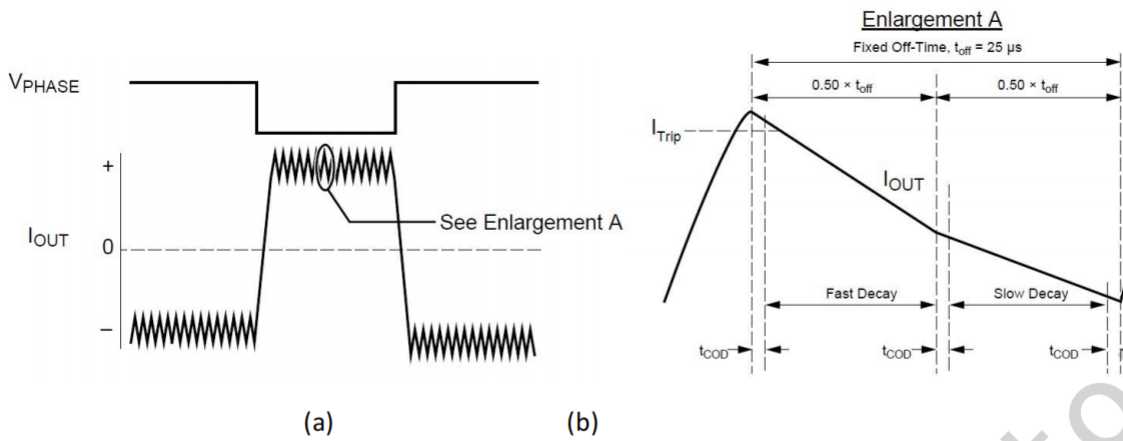 Enlargement A
Fixed Off-Time, toff = 25 µs
0.50 × toff
0.50 × toff
VPHASE
ITrip
+
IOUT
See Enlargement A
IOUT
0
Fast Decay
Slow Decay
–
tCOD
tCOD
tCOD
(a)
(b)